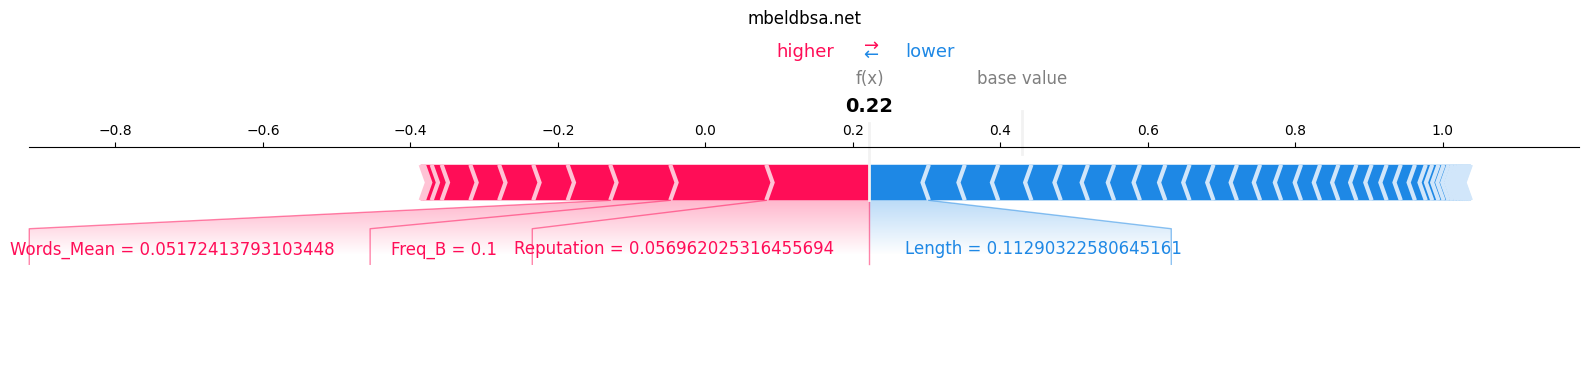 mbeldbsa.net
higher ⇄ lower
f(x) base value
0.22
−0.8 −0.6 −0.4 −0.2 0.0 0.2 0.4 0.6 0.8 1.0
Words_Mean = 0.05172413793103448 Freq_B = 0.1 Reputation = 0.056962025316455694 Length = 0.11290322580645161